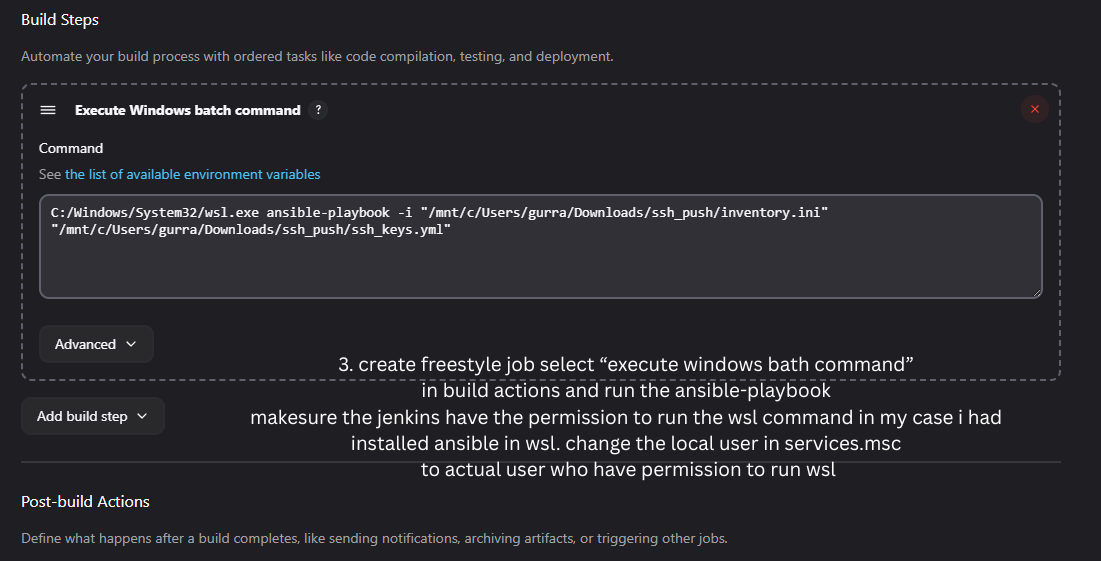 Build Steps
Automate your build process with ordered tasks like code compilation, testing, and deployment.
Execute Windows batch command ?
Command
See the list of available environment variables
C:/Windows/System32/wsl.exe ansible-playbook -i "/mnt/c/Users/gurra/Downloads/ssh_push/inventory.ini"
"/mnt/c/Users/gurra/Downloads/ssh_push/ssh_keys.yml"
Advanced
3. create freestyle job select “execute windows bath command”
in build actions and run the ansible-playbook
makesure the jenkins have the permission to run the wsl command in my case i had
installed ansible in wsl. change the local user in services.msc
to actual user who have permission to run wsl
Add build step
Post-build Actions
Define what happens after a build completes, like sending notifications, archiving artifacts, or triggering other jobs.